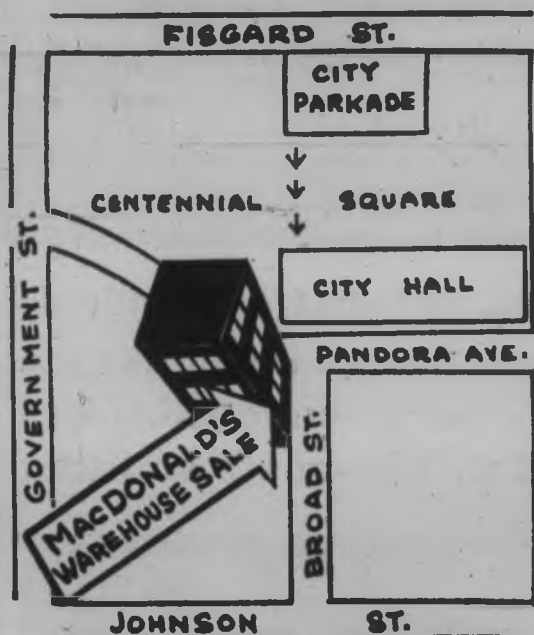 FISGARD ST.
CITY
PARKADE
CENTENNIAL SQUARE
GOVERNMENT ST.
CITY HALL
PANDORA AVE.
MACDONALD'S
WAREHOUSE SALE
BROAD ST.
JOHNSON ST.